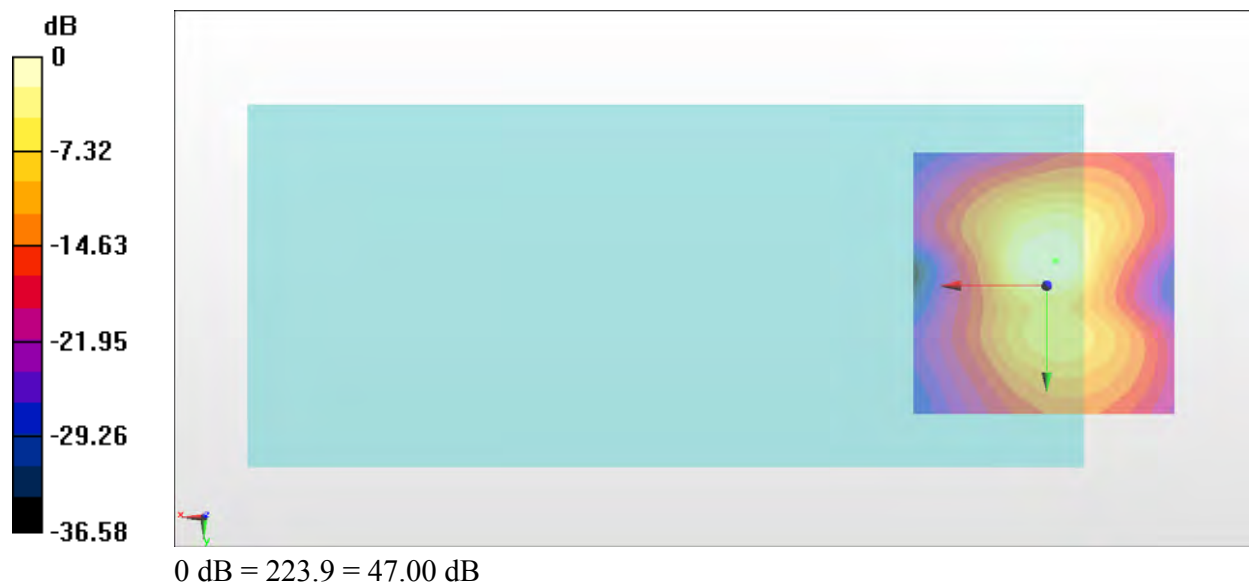 dB
0
-7.32
-14.63
-21.95
-29.26
-36.58
x
z
y
0 dB = 223.9 = 47.00 dB